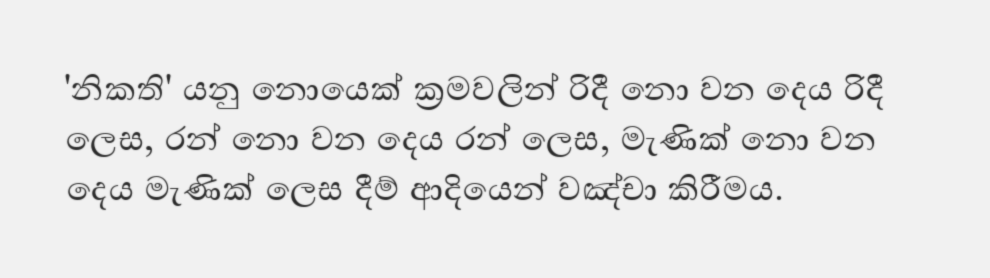 'නිකති' යනු නොයෙක් ක්‍රමවලින් රිදී නො වන දෙය රිදී
ලෙස, රන් නො වන දෙය රන් ලෙස, මැණික් නො වන
දෙය මැණික් ලෙස දීම් ආදියෙන් වඤ්චා කිරීමය.